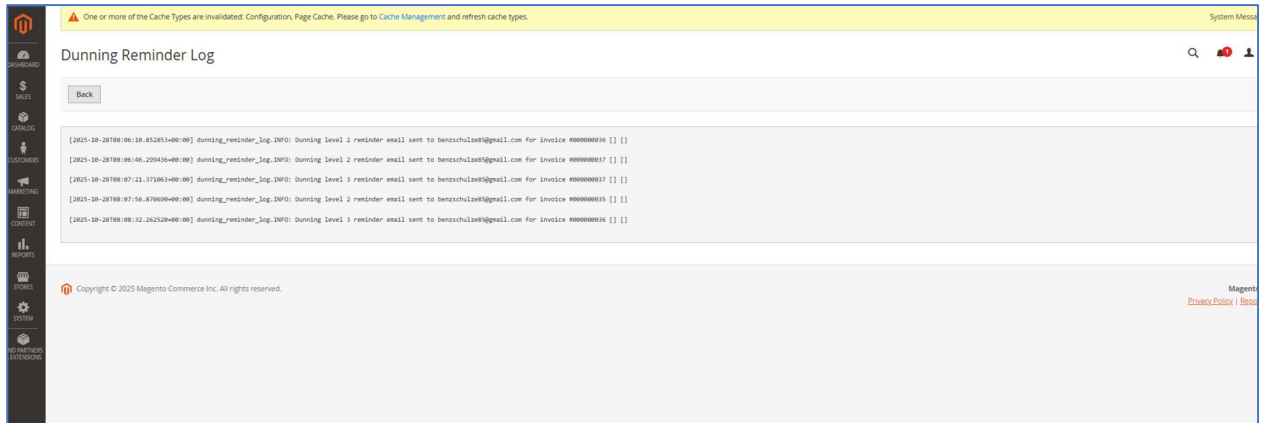 One or more of the Cache Types are invalidated: Configuration, Page Cache. Please go to Cache Management and refresh cache types.
System Messa
Dunning Reminder Log
1
DASHBOARD
SALES
CATALOG
CUSTOMERS
MARKETING
CONTENT
REPORTS
STORES
SYSTEM
ND PARTNERS
EXTENSIONS
Back
[2025-10-28T08:06:10.852853+00:00] dunning_reminder_log.INFO: Dunning level 2 reminder email sent to benzschulze85@gmail.com for invoice #000000036 [] []
[2025-10-28T08:06:46.299436+00:00] dunning_reminder_log.INFO: Dunning level 2 reminder email sent to benzschulze85@gmail.com for invoice #000000037 [] []
[2025-10-28T08:07:21.371063+00:00] dunning_reminder_log.INFO: Dunning level 3 reminder email sent to benzschulze85@gmail.com for invoice #000000037 [] []
[2025-10-28T08:07:56.870690+00:00] dunning_reminder_log.INFO: Dunning level 2 reminder email sent to benzschulze85@gmail.com for invoice #000000035 [] []
[2025-10-28T08:08:32.262520+00:00] dunning_reminder_log.INFO: Dunning level 3 reminder email sent to benzschulze85@gmail.com for invoice #000000036 [] []
Copyright © 2025 Magento Commerce Inc. All rights reserved.
Magento
Privacy Policy | Repo